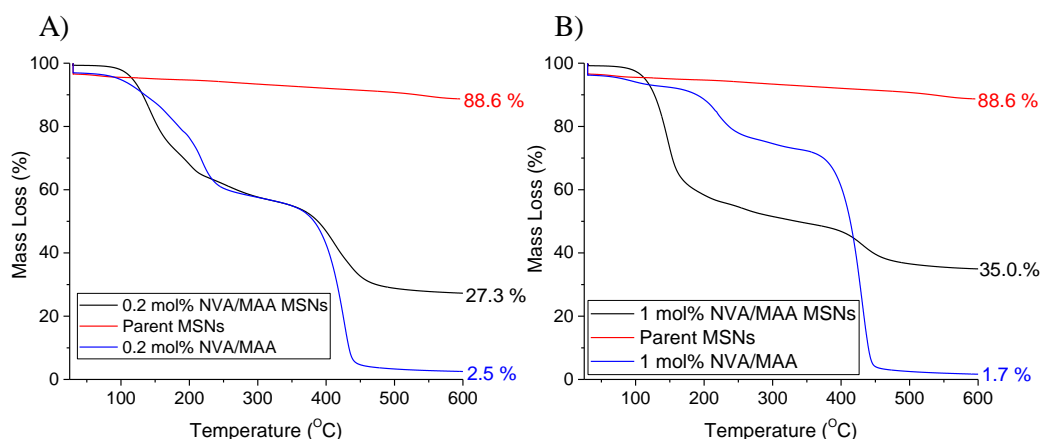 A)
100
80
60
40
20
0
Mass Loss (%)
88.6 %
27.3 %
2.5 %
0.2 mol% NVA/MAA MSNs
Parent MSNs
0.2 mol% NVA/MAA
100 200 300 400 500 600
Temperature (°C)
B)
100
80
60
40
20
0
Mass Loss (%)
88.6 %
35.0.%
1.7 %
1 mol% NVA/MAA MSNs
Parent MSNs
1 mol% NVA/MAA
100 200 300 400 500 600
Temperature (°C)